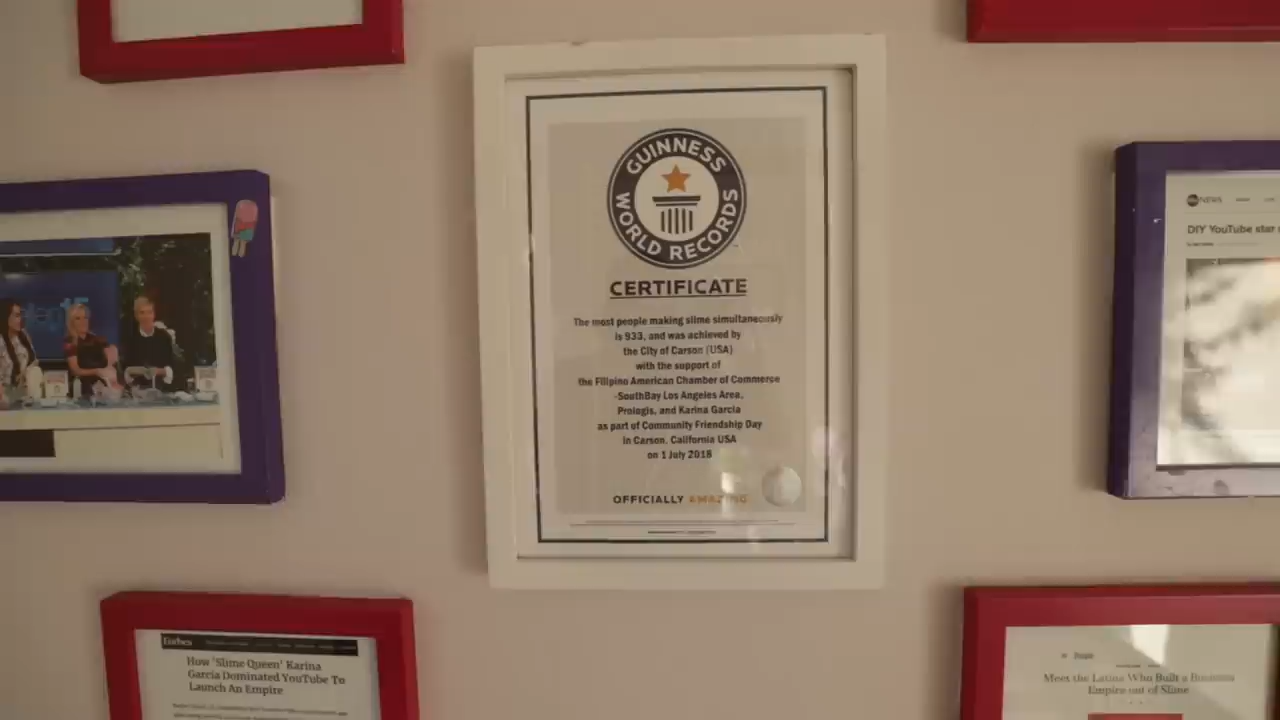 GUINNESS
WORLD RECORDS
CERTIFICATE
The most people making slime simultaneously
is 933, and was achieved by
the City of Carson (USA)
with the support of
the Filipino American Chamber of Commerce
-SouthBay Los Angeles Area,
Prologis, and Karina Garcia
as part of Community Friendship Day
in Carson, California USA
on 1 July 2018
OFFICIALLY AMAZING
abc NEWS
DIY YouTube star
Forbes
How 'Slime Queen' Karina
Garcia Dominated YouTube To
Launch An Empire
Meet the Latina Who Built a Business
Empire out of Slime